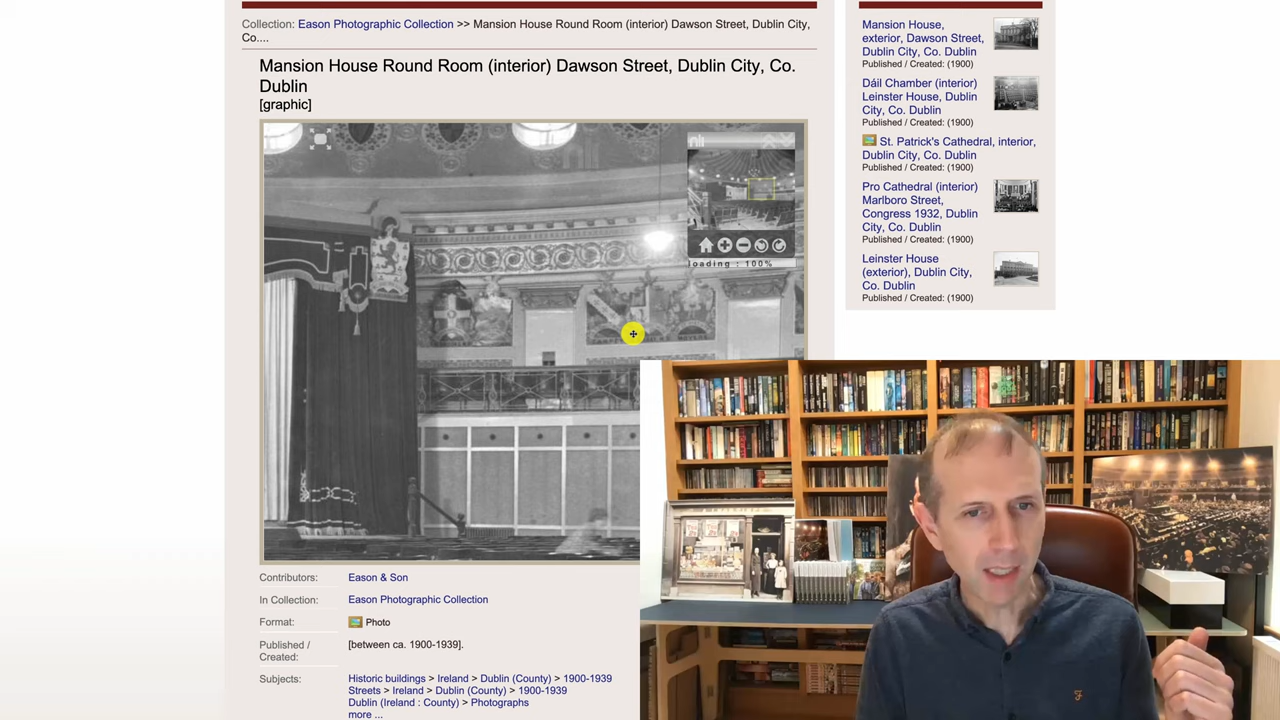 Collection: Eason Photographic Collection >> Mansion House Round Room (interior) Dawson Street, Dublin City,
Co....
Mansion House Round Room (interior) Dawson Street, Dublin City, Co.
Dublin
[graphic]
nli
loading : 100%
Contributors: Eason & Son
In Collection: Eason Photographic Collection
Format: Photo
Published /
Created: [between ca. 1900-1939].
Subjects: Historic buildings > Ireland > Dublin (County) > 1900-1939
Streets > Ireland > Dublin (County) > 1900-1939
Dublin (Ireland : County) > Photographs
more ...
Mansion House,
exterior, Dawson Street,
Dublin City, Co. Dublin
Published / Created: (1900)
Dáil Chamber (interior)
Leinster House, Dublin
City, Co. Dublin
Published / Created: (1900)
St. Patrick's Cathedral, interior,
Dublin City, Co. Dublin
Published / Created: (1900)
Pro Cathedral (interior)
Marlboro Street,
Congress 1932, Dublin
City, Co. Dublin
Published / Created: (1900)
Leinster House
(exterior), Dublin City,
Co. Dublin
Published / Created: (1900)